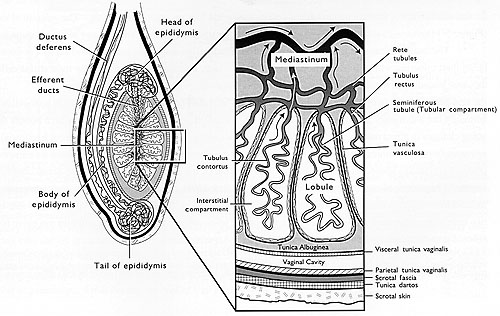 Head of
epididymis
Ductus
deferens
Efferent
ducts
Mediastinum
Body of
epididymis
Tail of epididymis
Mediastinum
Rete
tubules
Tubulus
rectus
Seminiferous
tubule (Tubular compartment)
Tunica
vasculosa
Tubulus
contortus
Lobule
Interstitial
compartment
Tunica Albuginea
Visceral tunica vaginalis
Vaginal Cavity
Parietal tunica vaginalis
Scrotal fascia
Tunica dartos
Scrotal skin